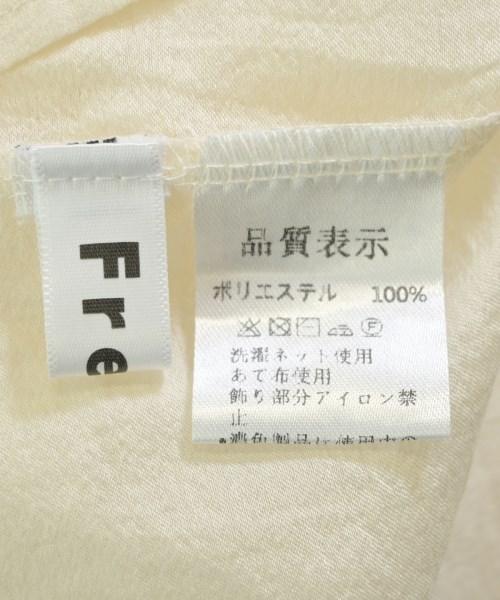 Fre
品質表示
ポリエステル 100%
洗濯ネット使用
あて布使用
飾り部分アイロン禁
止